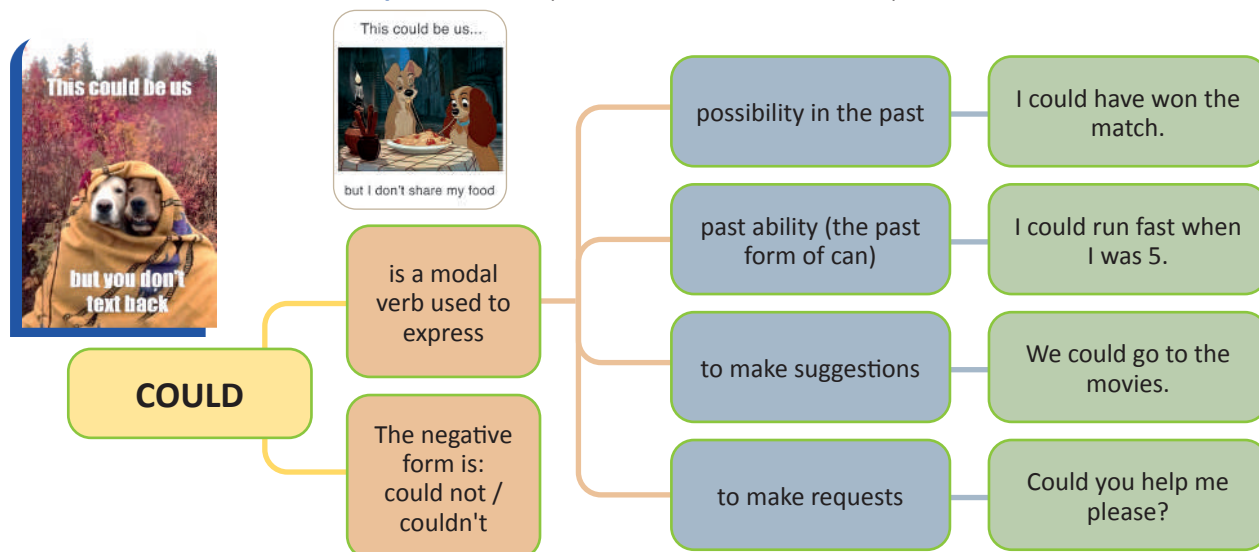 This could be us
but you don't
text back
This could be us...
but I don't share my food
COULD
is a modal
verb used to
express
The negative
form is:
could not /
couldn't
possibility in the past
I could have won the
match.
past ability (the past
form of can)
I could run fast when
I was 5.
to make suggestions
We could go to the
movies.
to make requests
Could you help me
please?